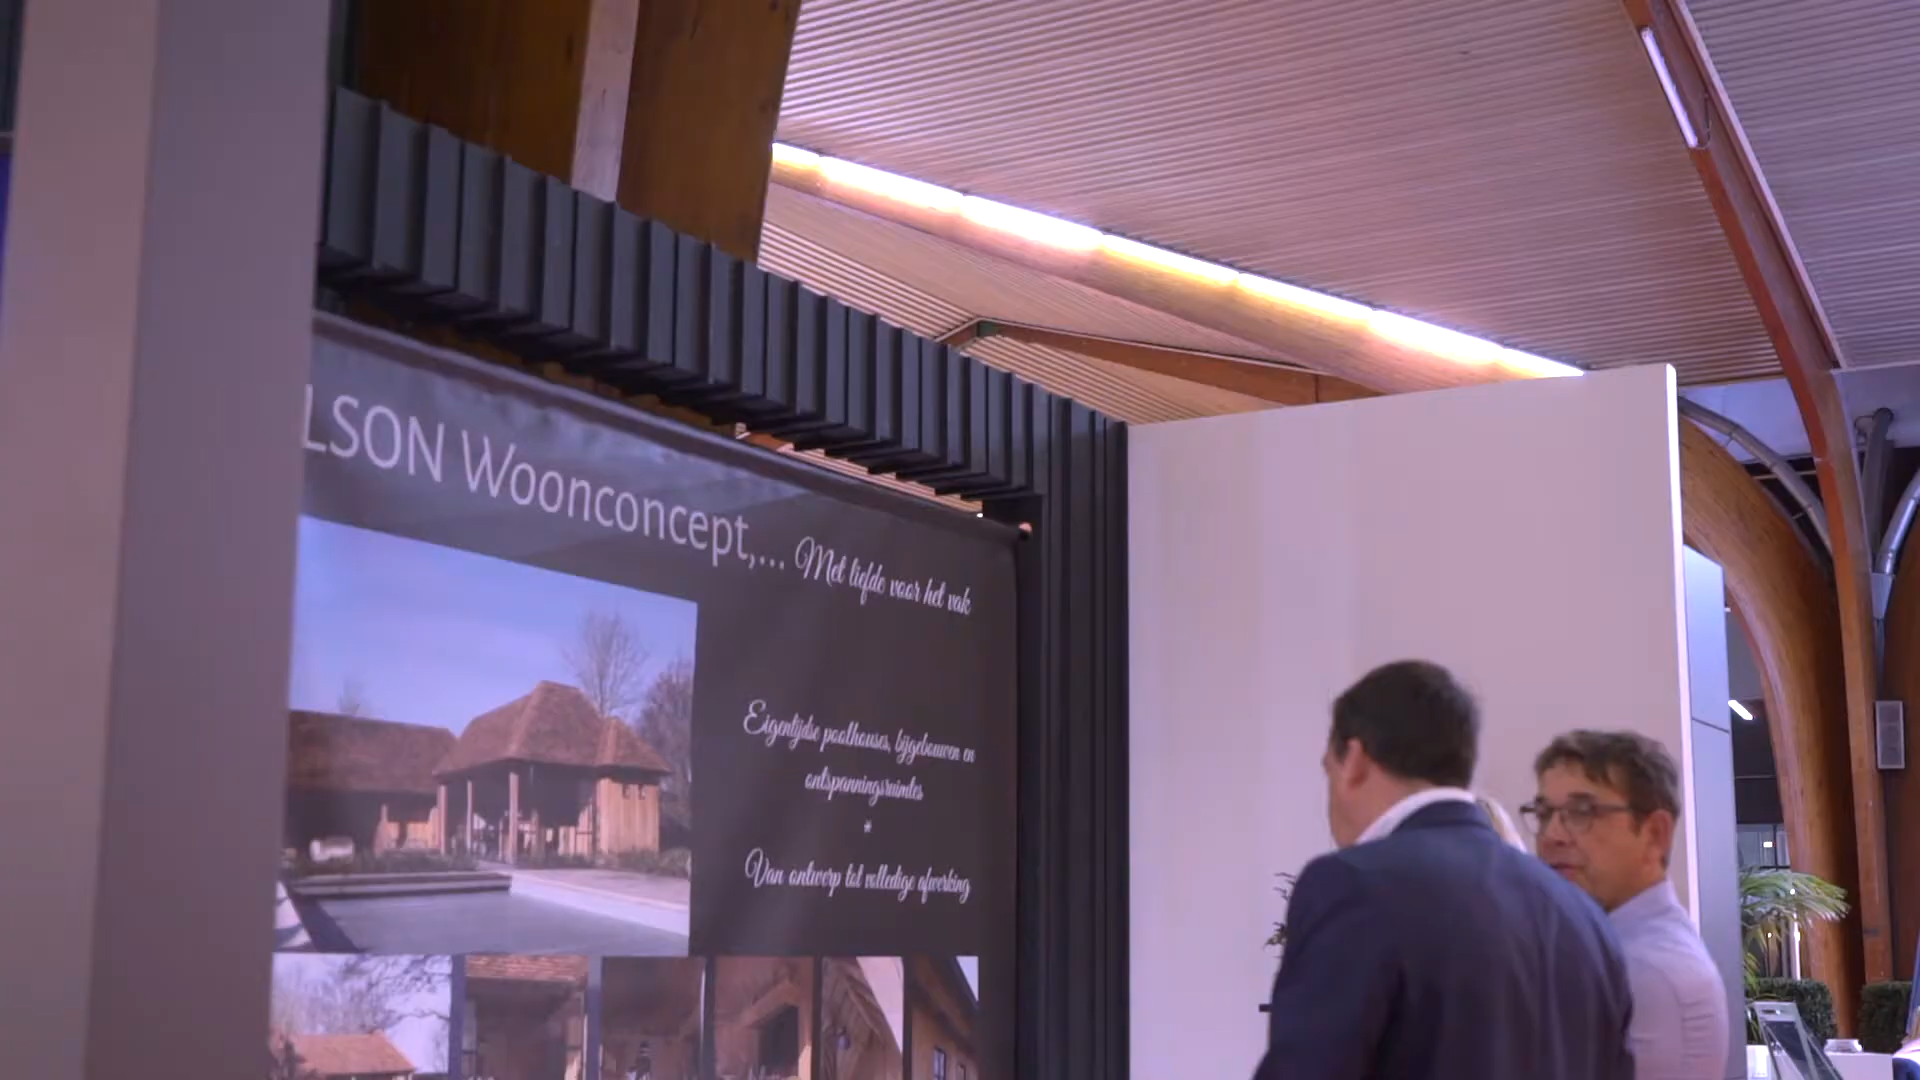 LSON Woonconcept,... Met liefde voor het vak
Eigentijdse poolhouses, bijgebouwen en
ontspanningsruimtes
*
Van ontwerp tot volledige afwerking